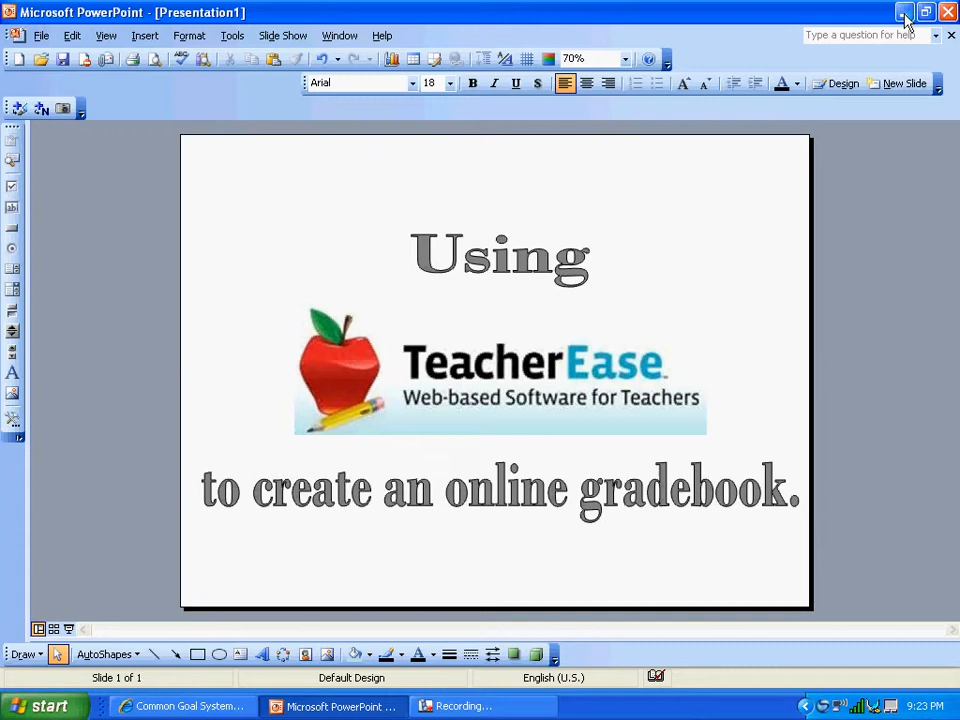 Microsoft PowerPoint - [Presentation1]
File Edit View Insert Format Tools Slide Show Window Help
Type a question for help
70%
Arial 18 B I U S A A A Design New Slide
N
ab
A
Using
TeacherEase
Web-based Software for Teachers
to create an online gradebook.
Draw AutoShapes A
Slide 1 of 1 Default Design English (U.S.)
start Common Goal System... Microsoft PowerPoint ... Recording... 9:23 PM